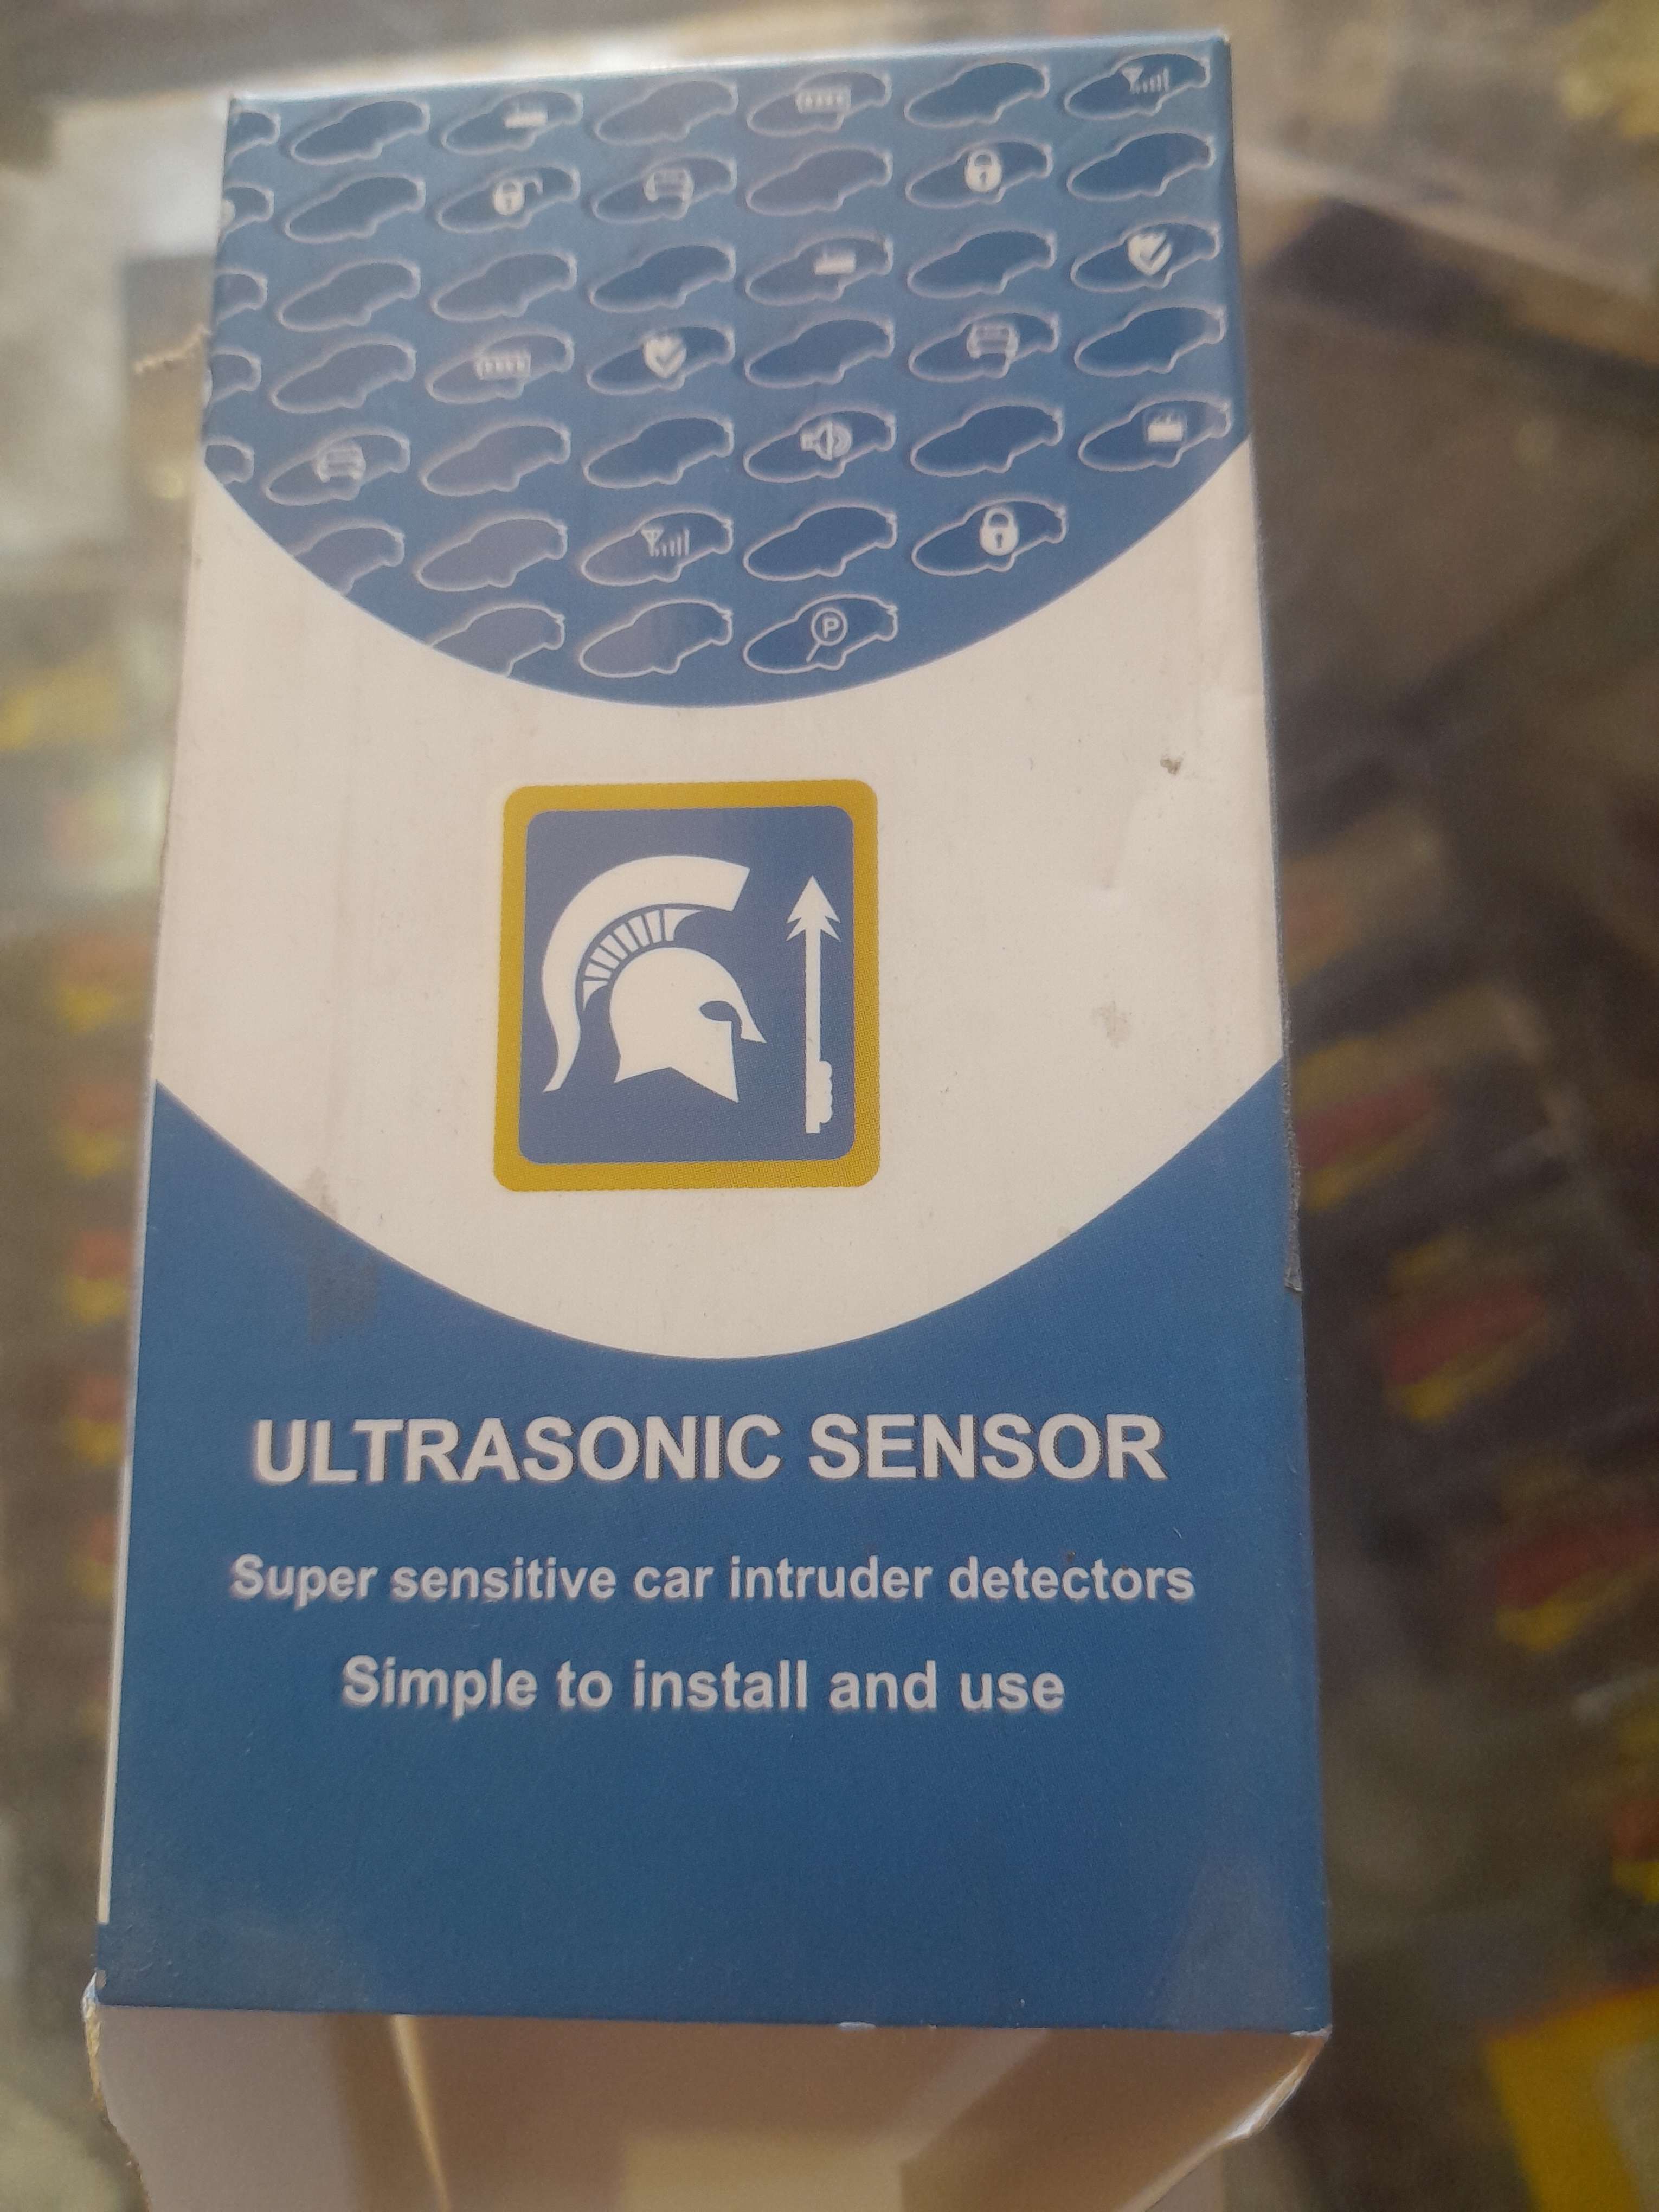 P
ULTRASONIC SENSOR
Super sensitive car intruder detectors
Simple to install and use